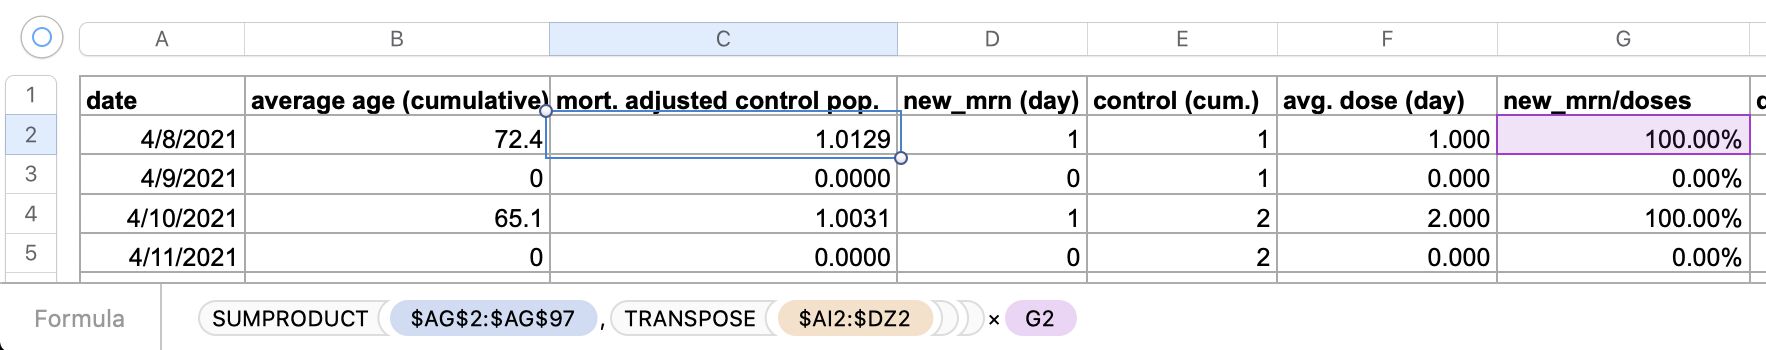 A B C D E F G
1 date average age (cumulative) mort. adjusted control pop. new_mrn (day) control (cum.) avg. dose (day) new_mrn/doses
2 4/8/2021 72.4 1.0129 1 1 1.000 100.00%
3 4/9/2021 0 0.0000 0 1 0.000 0.00%
4 4/10/2021 65.1 1.0031 1 2 2.000 100.00%
5 4/11/2021 0 0.0000 0 2 0.000 0.00%
Formula SUMPRODUCT ( $AG$2:$AG$97 , TRANSPOSE ( $AI2:$DZ2 ) ) ) × G2